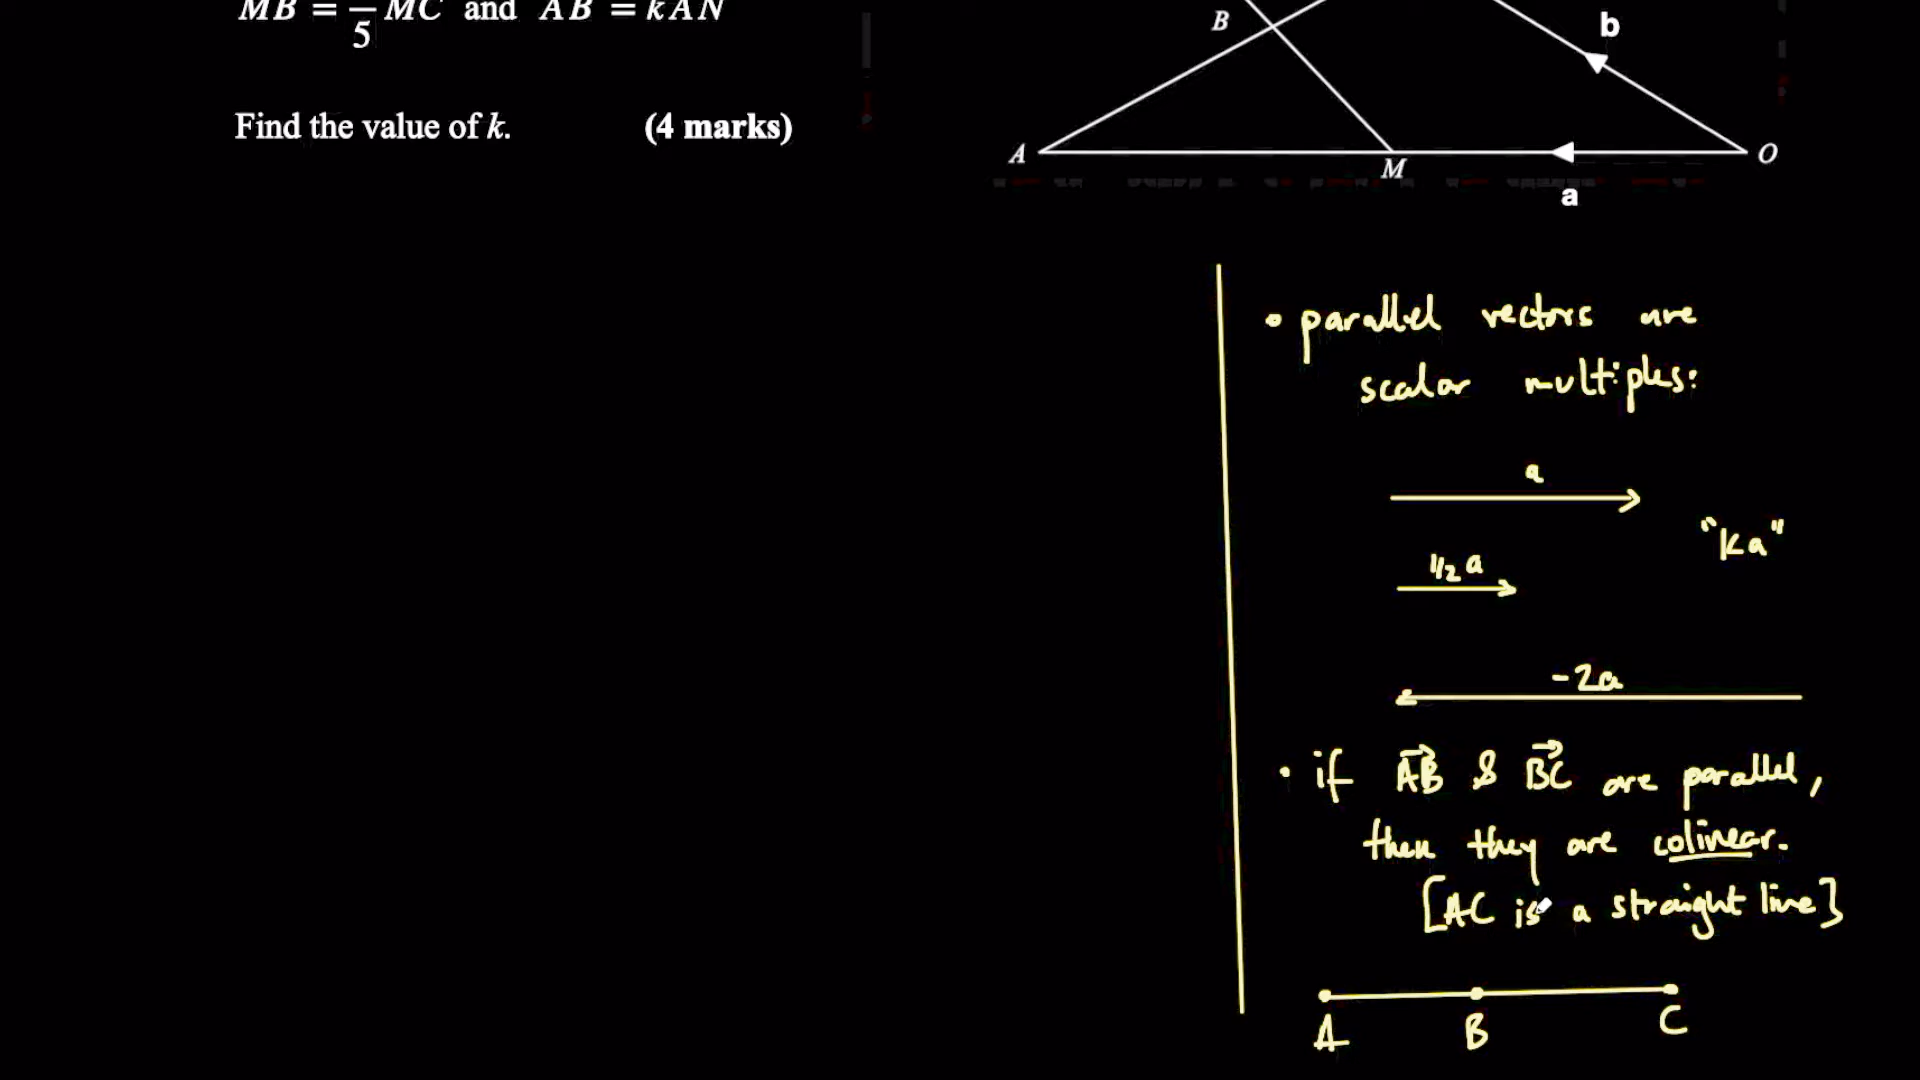 MB = 5 MC and AB = kAN
Find the value of k. (4 marks)
B
b
A
M
O
a
• parallel vectors are
scalar multiples:
a
"ka"
1/2 a
-2a
• if AB & BC are parallel,
then they are colinear.
[AC is a straight line]
A B C